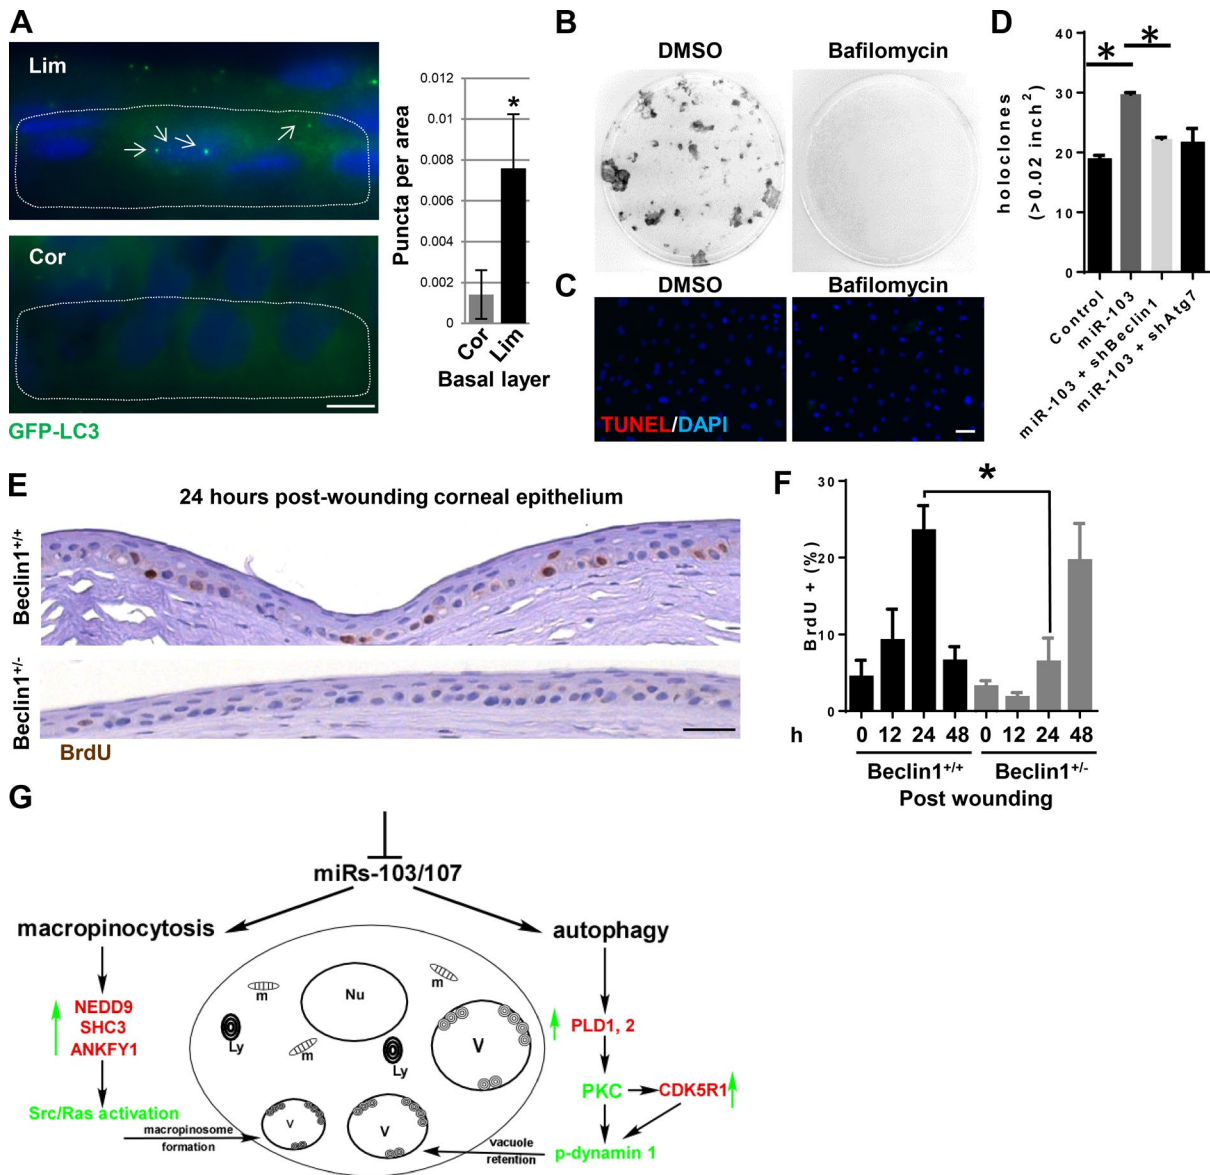 A
Lim
Cor
GFP-LC3
Puncta per area
0.012
0.01
0.008
0.006
0.004
0.002
0
*
Cor
Lim
Basal layer
B
DMSO
Bafilomycin
C
DMSO
Bafilomycin
TUNEL/DAPI
D
holoclones
(>0.02 inch²)
40
30
20
10
0
*
*
Control
miR-103
miR-103 + shBeclin1
miR-103 + shAtg7
E
24 hours post-wounding corneal epithelium
Beclin1+/+
Beclin1+/-
BrdU
F
BrdU + (%)
30
20
10
0
*
h 0 12 24 48 0 12 24 48
Beclin1+/+ Beclin1+/-
Post wounding
G
miRs-103/107
macropinocytosis
autophagy
NEDD9
SHC3
ANKFY1
Src/Ras activation
macropinosome
formation
Nu
m
m
m
Ly
Ly
V
V
V
PLD1, 2
PKC
CDK5R1
p-dynamin 1
vacuole
retention